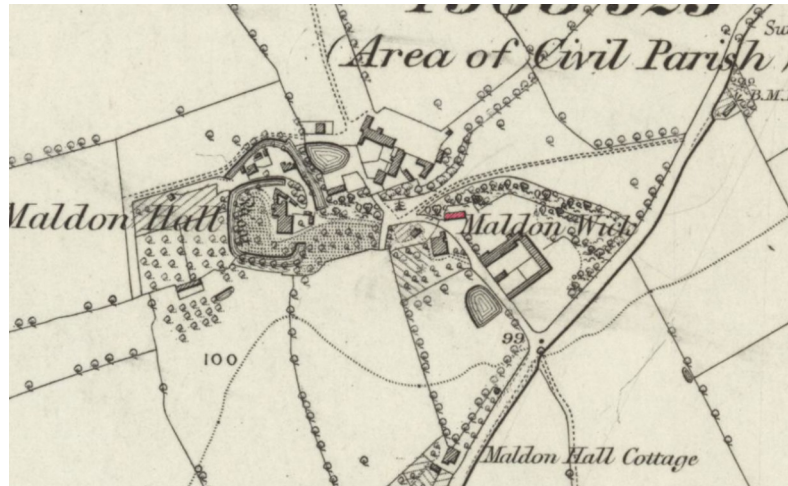 Area of Civil Parish
B.M.
Maldon Hall
Maldon Wick
99
100
Maldon Hall Cottage